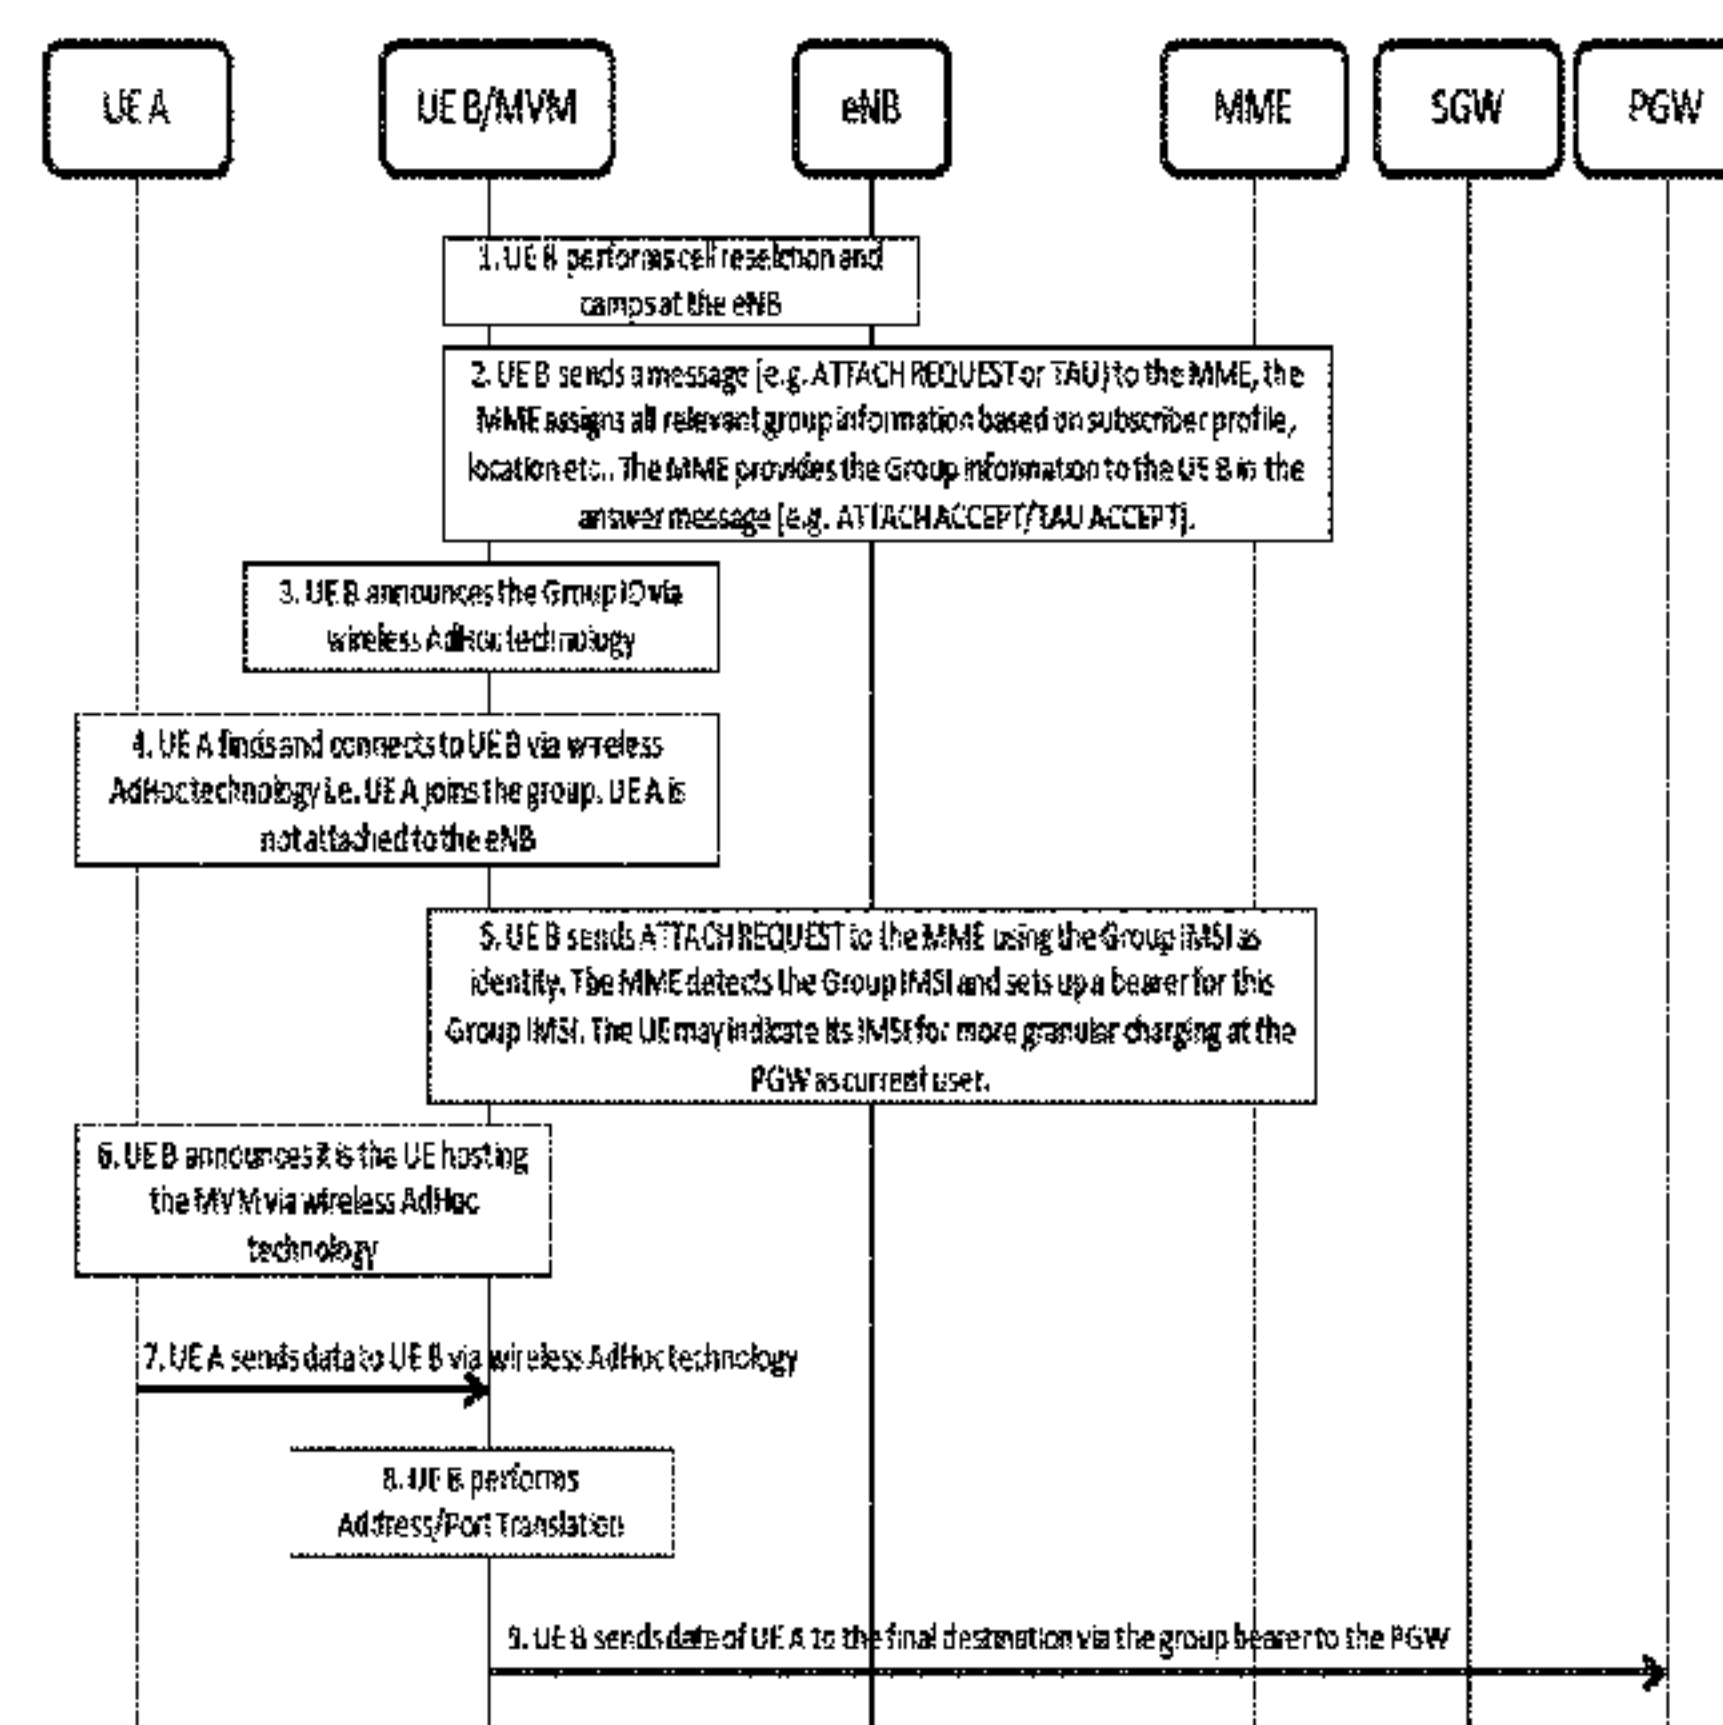 UE A
UE B/MVM
eNB
MME
SGW
PGW
1. UE B performs cell reselction and
camps at the eNB
2. UE B sends a message (e.g. ATTACH REQUEST or TAU) to the MME, the
MME assigns all relevant group information based on subscriber profile,
location etc.. The MME provides the Group information to the UE B in the
answer message (e.g. ATTACH ACCEPT/TAU ACCEPT).
3. UE B announces the Group ID via
wireless AdHoc technology
4. UE A finds and connects to UE B via wireless
AdHoc technology i.e. UE A joins the group. UE A is
not attached to the eNB
5. UE B sends ATTACH REQUEST to the MME using the Group IMSI as
identity. The MME detects the Group IMSI and sets up a bearer for this
Group IMSI. The UE may indicate its IMSI for more granular charging at the
PGW as current user.
6. UE B announces it is the UE hosting
the MVM via wireless AdHoc
technology
7. UE A sends data to UE B via wireless AdHoc technology
8. UE B performs
Address/Port Translation
9. UE B sends date of UE A to the final destination via the group bearer to the PGW